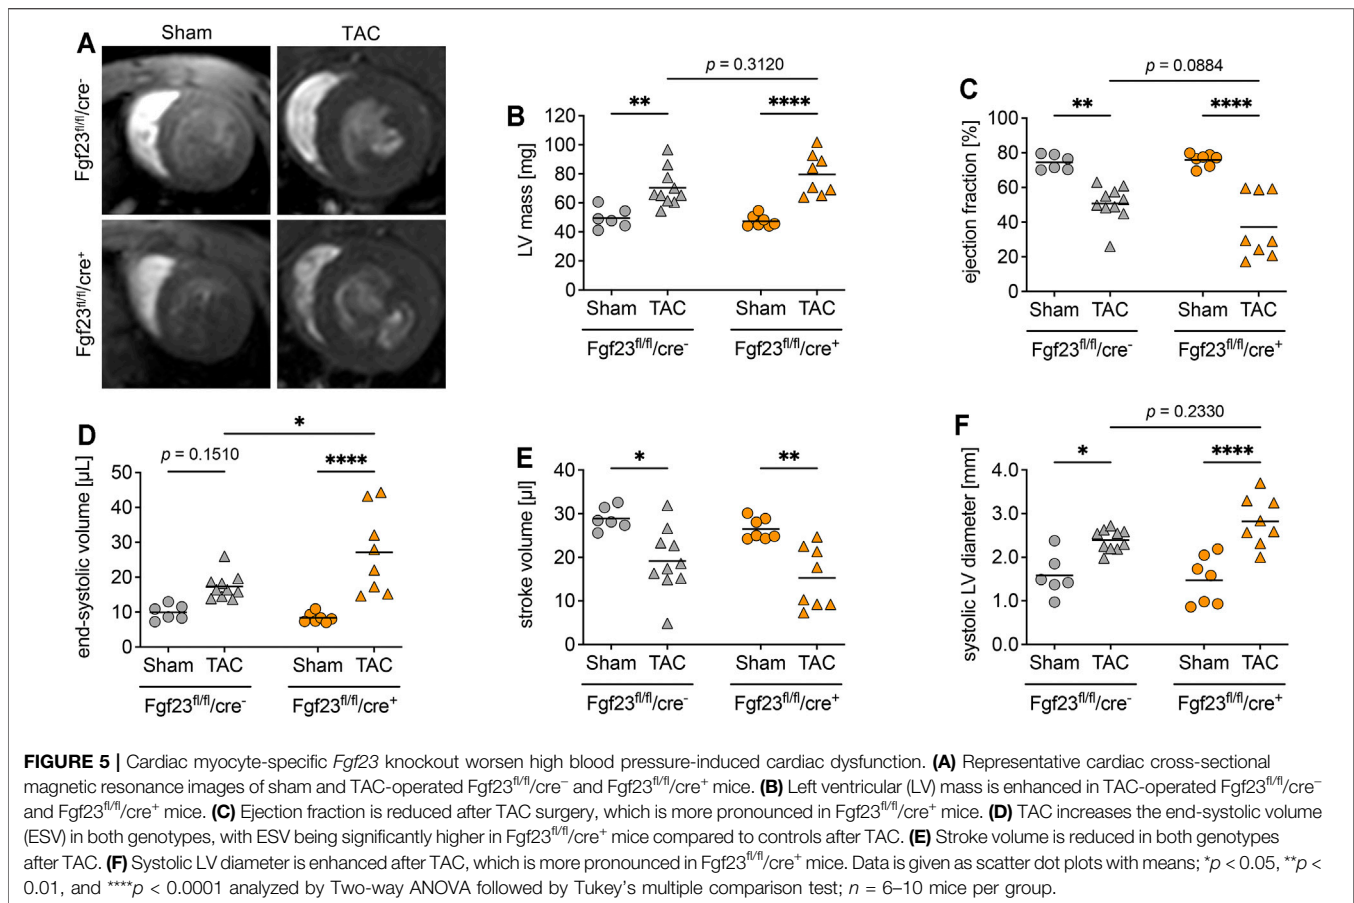 A
Sham
TAC
Fgf23fl/fl/cre-
Fgf23fl/fl/cre+
B
p = 0.3120
**
****
120
100
80
60
40
20
0
LV mass [mg]
Sham
TAC
Sham
TAC
Fgf23fl/fl/cre-
Fgf23fl/fl/cre+
C
p = 0.0884
**
****
100
80
60
40
20
0
ejection fraction [%]
Sham
TAC
Sham
TAC
Fgf23fl/fl/cre-
Fgf23fl/fl/cre+
D
*
p = 0.1510
****
50
40
30
20
10
0
end-systolic volume [µL]
Sham
TAC
Sham
TAC
Fgf23fl/fl/cre-
Fgf23fl/fl/cre+
E
*
**
40
30
20
10
0
stroke volume [µl]
Sham
TAC
Sham
TAC
Fgf23fl/fl/cre-
Fgf23fl/fl/cre+
F
p = 0.2330
*
****
4.0
3.0
2.0
1.0
0.0
systolic LV diameter [mm]
Sham
TAC
Sham
TAC
Fgf23fl/fl/cre-
Fgf23fl/fl/cre+
FIGURE 5 | Cardiac myocyte-specific Fgf23 knockout worsen high blood pressure-induced cardiac dysfunction. (A) Representative cardiac cross-sectional
magnetic resonance images of sham and TAC-operated Fgf23fl/fl/cre− and Fgf23fl/fl/cre+ mice. (B) Left ventricular (LV) mass is enhanced in TAC-operated Fgf23fl/fl/cre−
and Fgf23fl/fl/cre+ mice. (C) Ejection fraction is reduced after TAC surgery, which is more pronounced in Fgf23fl/fl/cre+ mice. (D) TAC increases the end-systolic volume
(ESV) in both genotypes, with ESV being significantly higher in Fgf23fl/fl/cre+ mice compared to controls after TAC. (E) Stroke volume is reduced in both genotypes
after TAC. (F) Systolic LV diameter is enhanced after TAC, which is more pronounced in Fgf23fl/fl/cre+ mice. Data is given as scatter dot plots with means; *p < 0.05, **p <
0.01, and ****p < 0.0001 analyzed by Two-way ANOVA followed by Tukey's multiple comparison test; n = 6–10 mice per group.